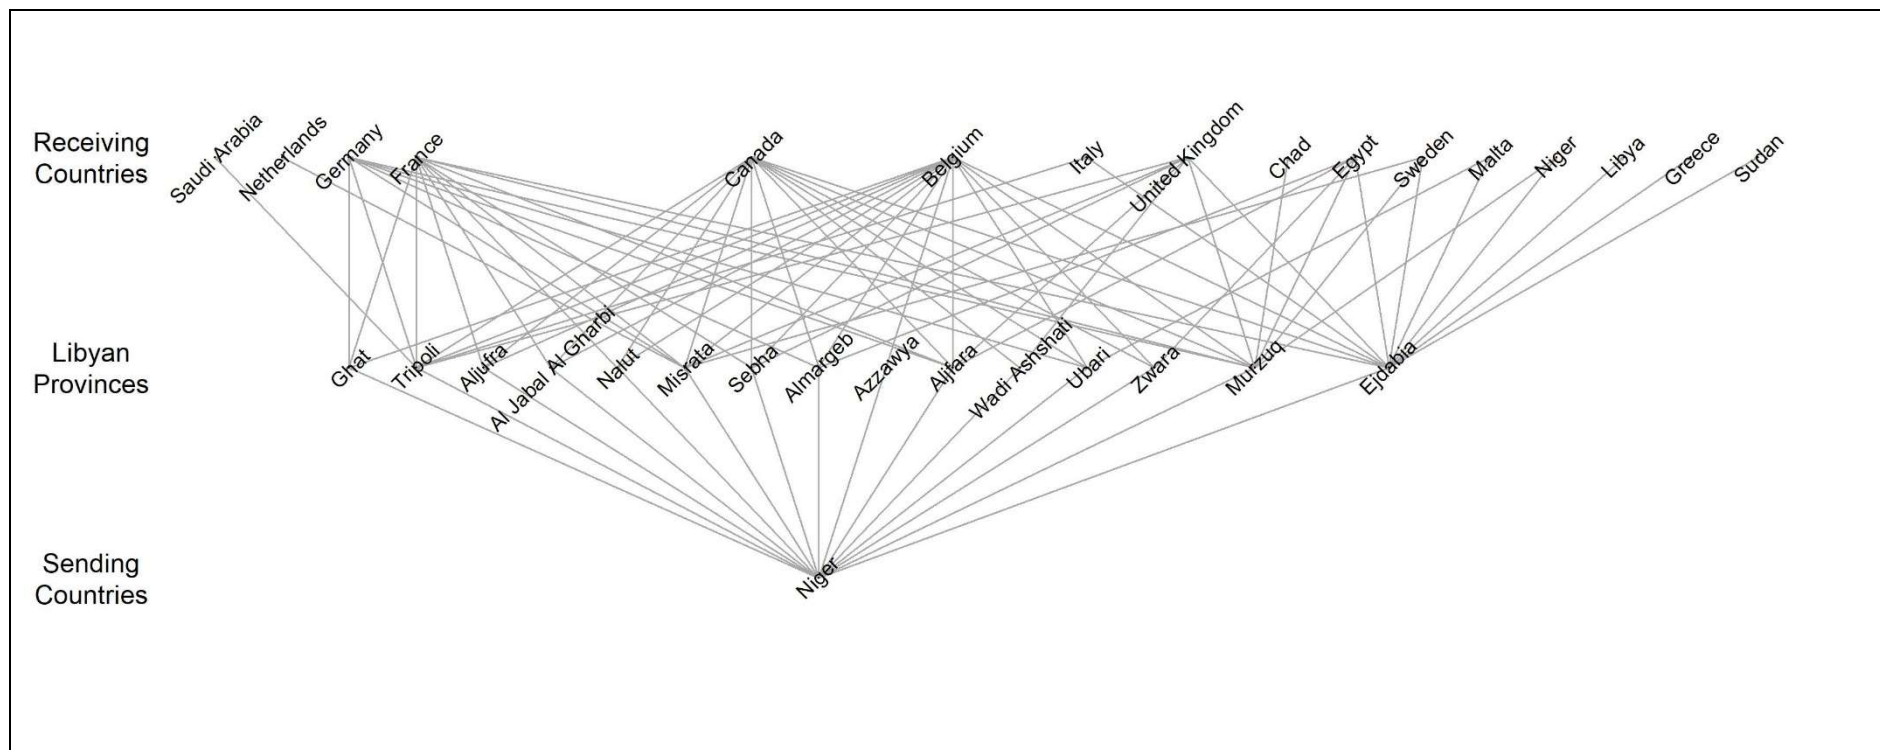 Receiving
Countries
Saudi Arabia
Netherlands
Germany
France
Canada
Belgium
Italy
United Kingdom
Chad
Egypt
Sweden
Malta
Niger
Libya
Greece
Sudan
Libyan
Provinces
Ghat
Tripoli
Aljufra
Al Jabal Al Gharbi
Nalut
Misrata
Sebha
Almargeb
Azzawya
Aljfara
Wadi Ashshati
Ubari
Zwara
Murzuq
Ejdabia
Sending
Countries
Niger